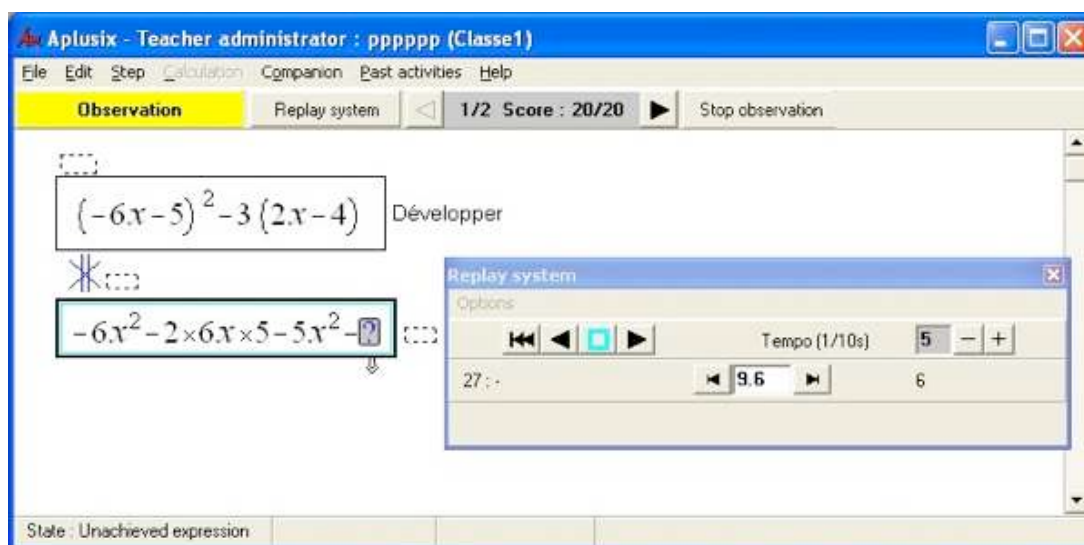 Aplusix - Teacher administrator : pppppp (Classe1)
File Edit Step Calculation Companion Past activities Help
Observation Replay system 1/2 Score : 20/20 Stop observation
(-6x-5)²-3(2x-4) Développer
-6x²-2×6x×5-5x²-?
Replay system
Options
Tempo (1/10s) 5 - +
27 : - 9.6 6
State : Unachieved expression